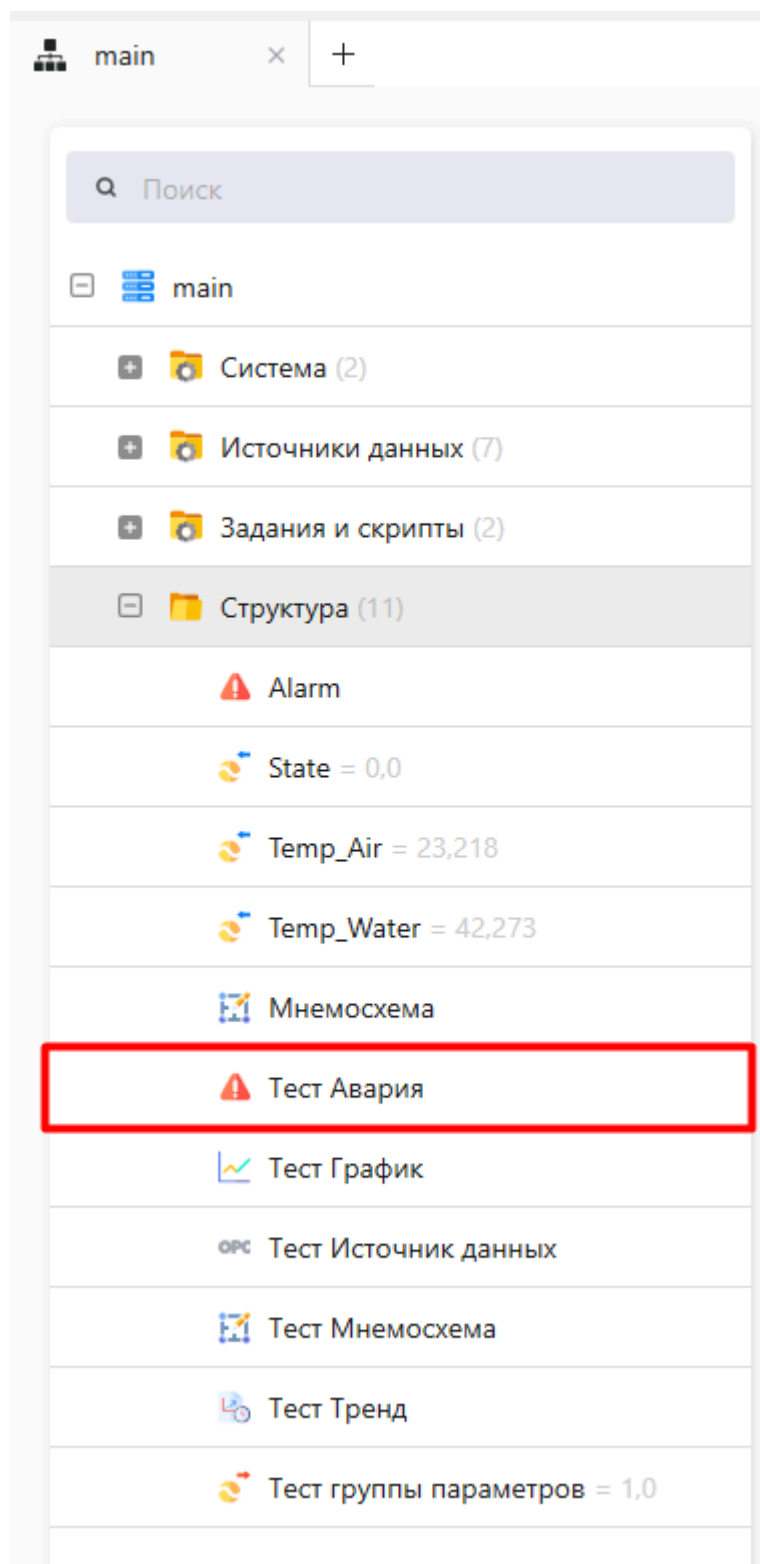 main × +
Поиск
main
Система (2)
Источники данных (7)
Задания и скрипты (2)
Структура (11)
Alarm
State = 0,0
Temp_Air = 23,218
Temp_Water = 42,273
Мнемосхема
Тест Авария
Тест График
OPC Тест Источник данных
Тест Мнемосхема
Тест Тренд
Тест группы параметров = 1,0